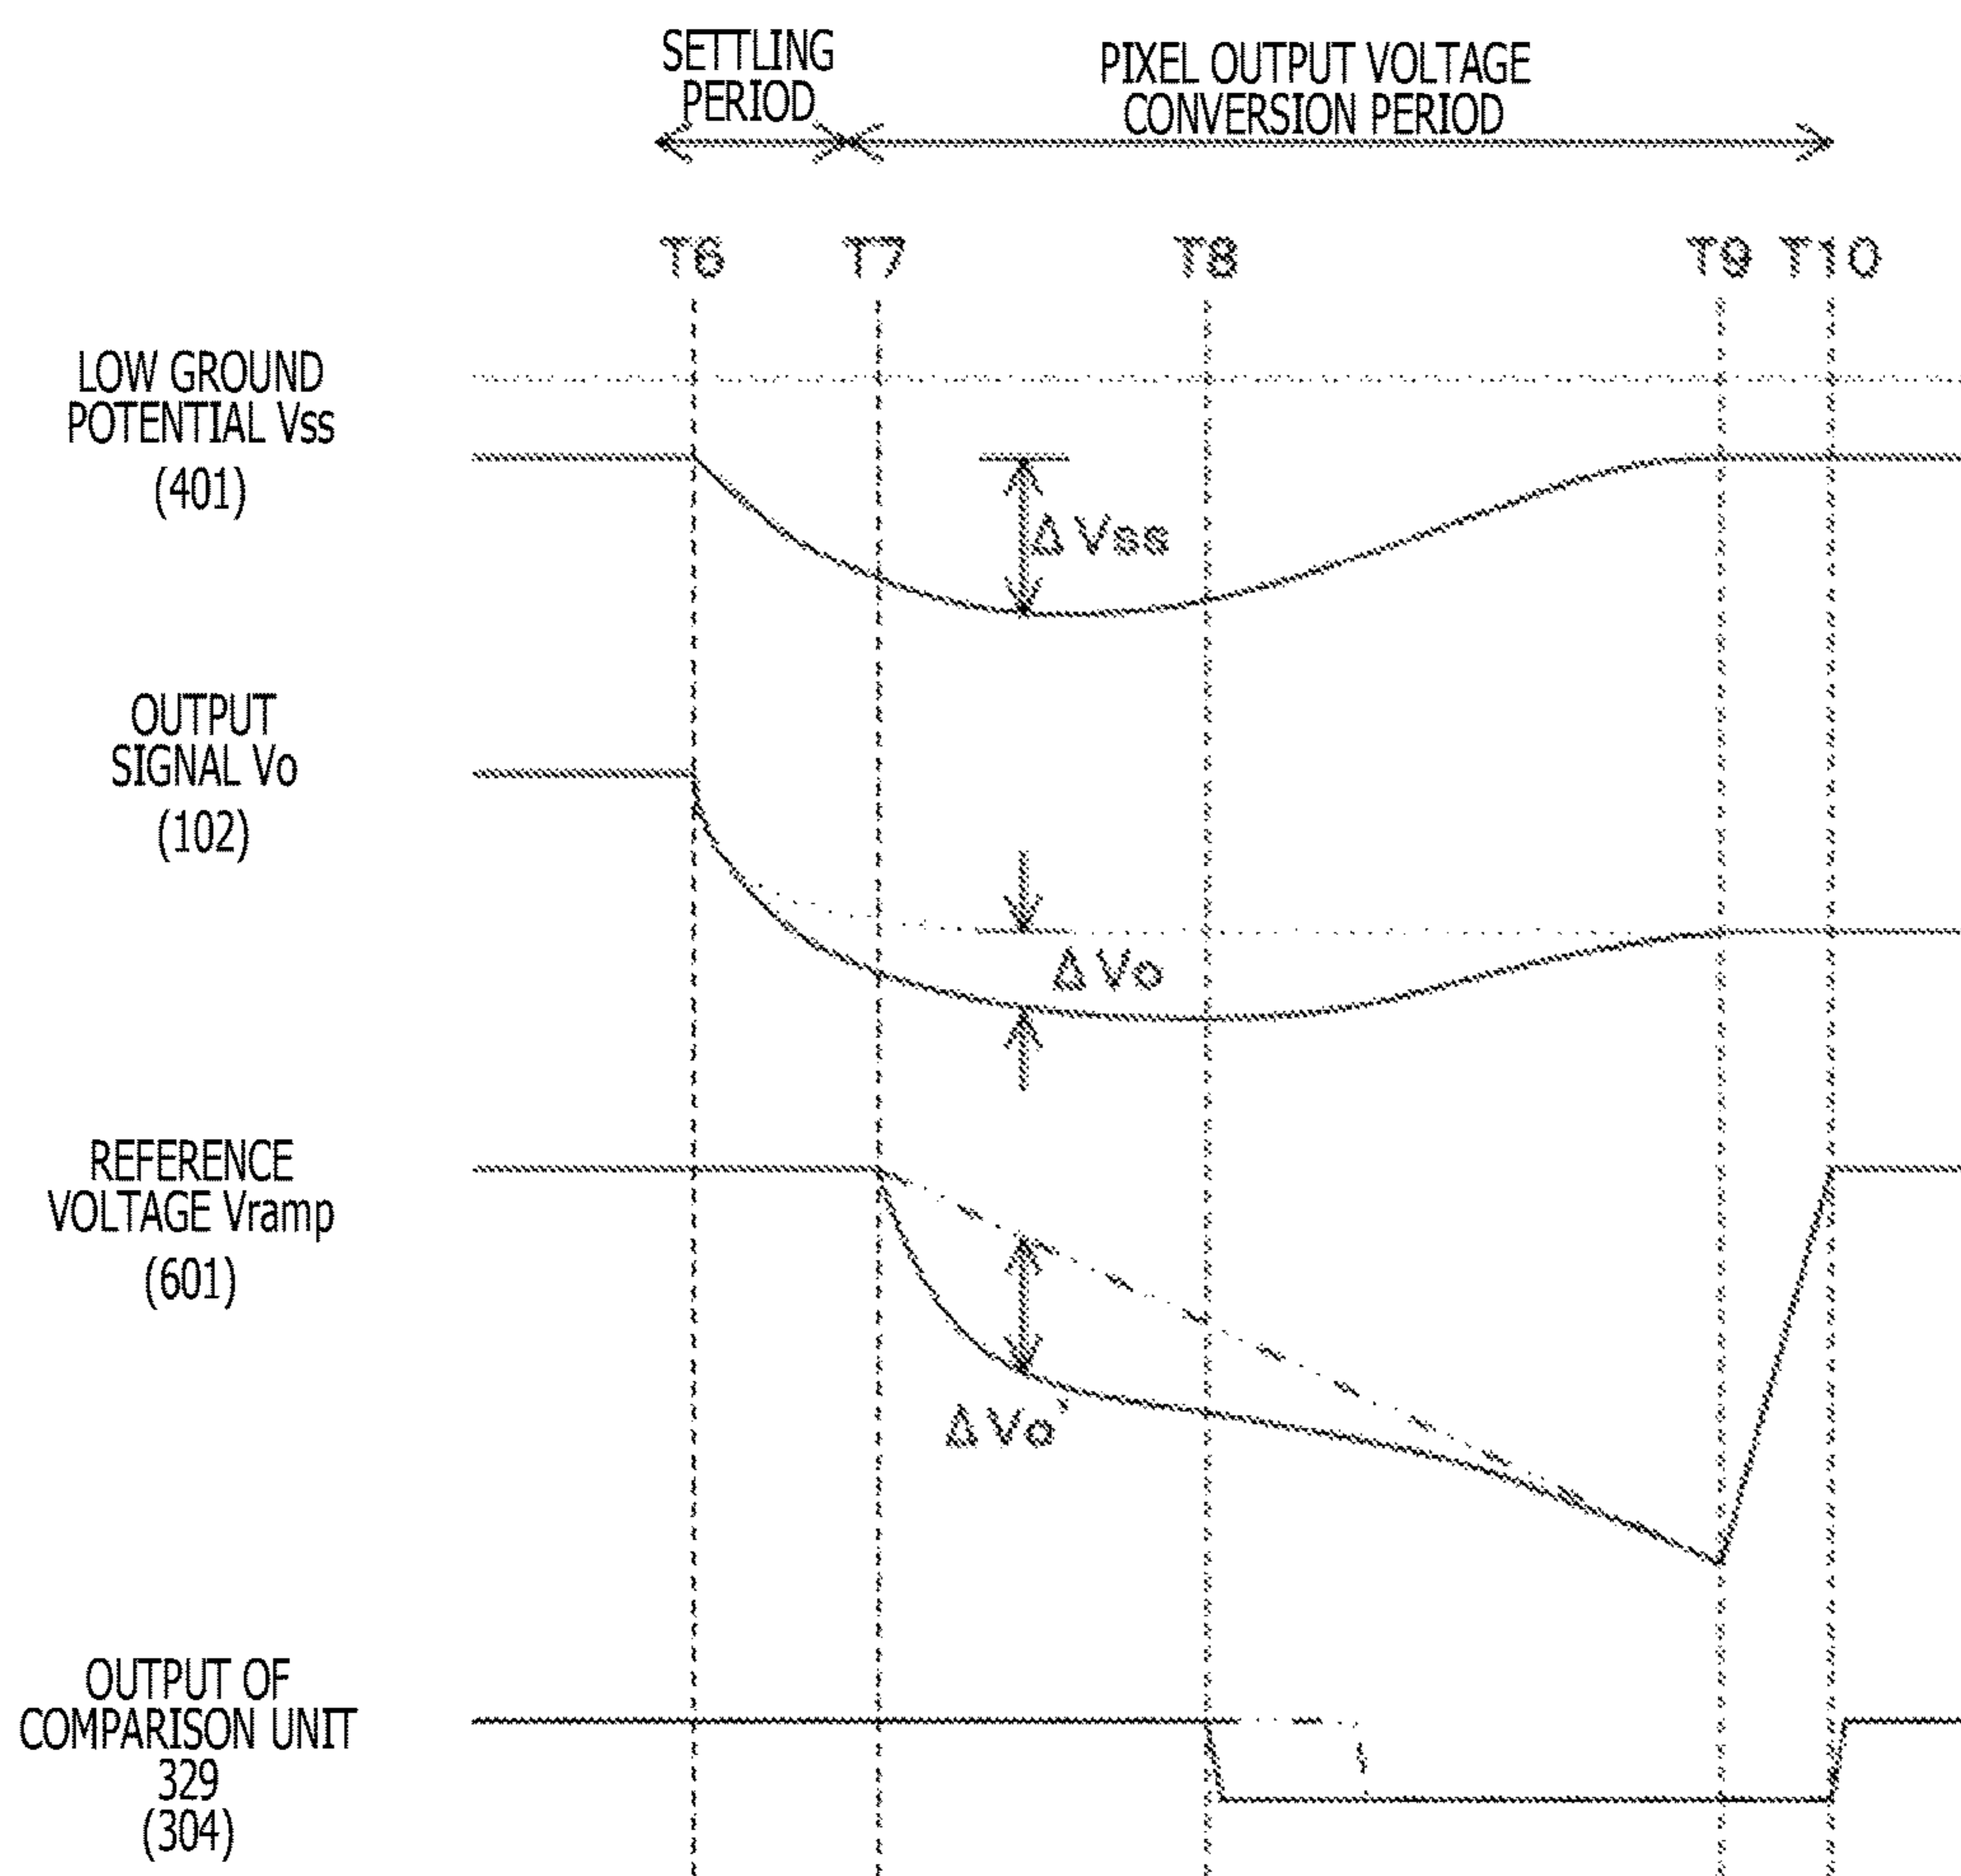 SETTLING
PERIOD
PIXEL OUTPUT VOLTAGE
CONVERSION PERIOD
T6
T7
T8
T9
T10
LOW GROUND
POTENTIAL Vss
(401)
ΔVss
OUTPUT
SIGNAL Vo
(102)
ΔVo
REFERENCE
VOLTAGE Vramp
(601)
ΔVo`
OUTPUT OF
COMPARISON UNIT
329
(304)